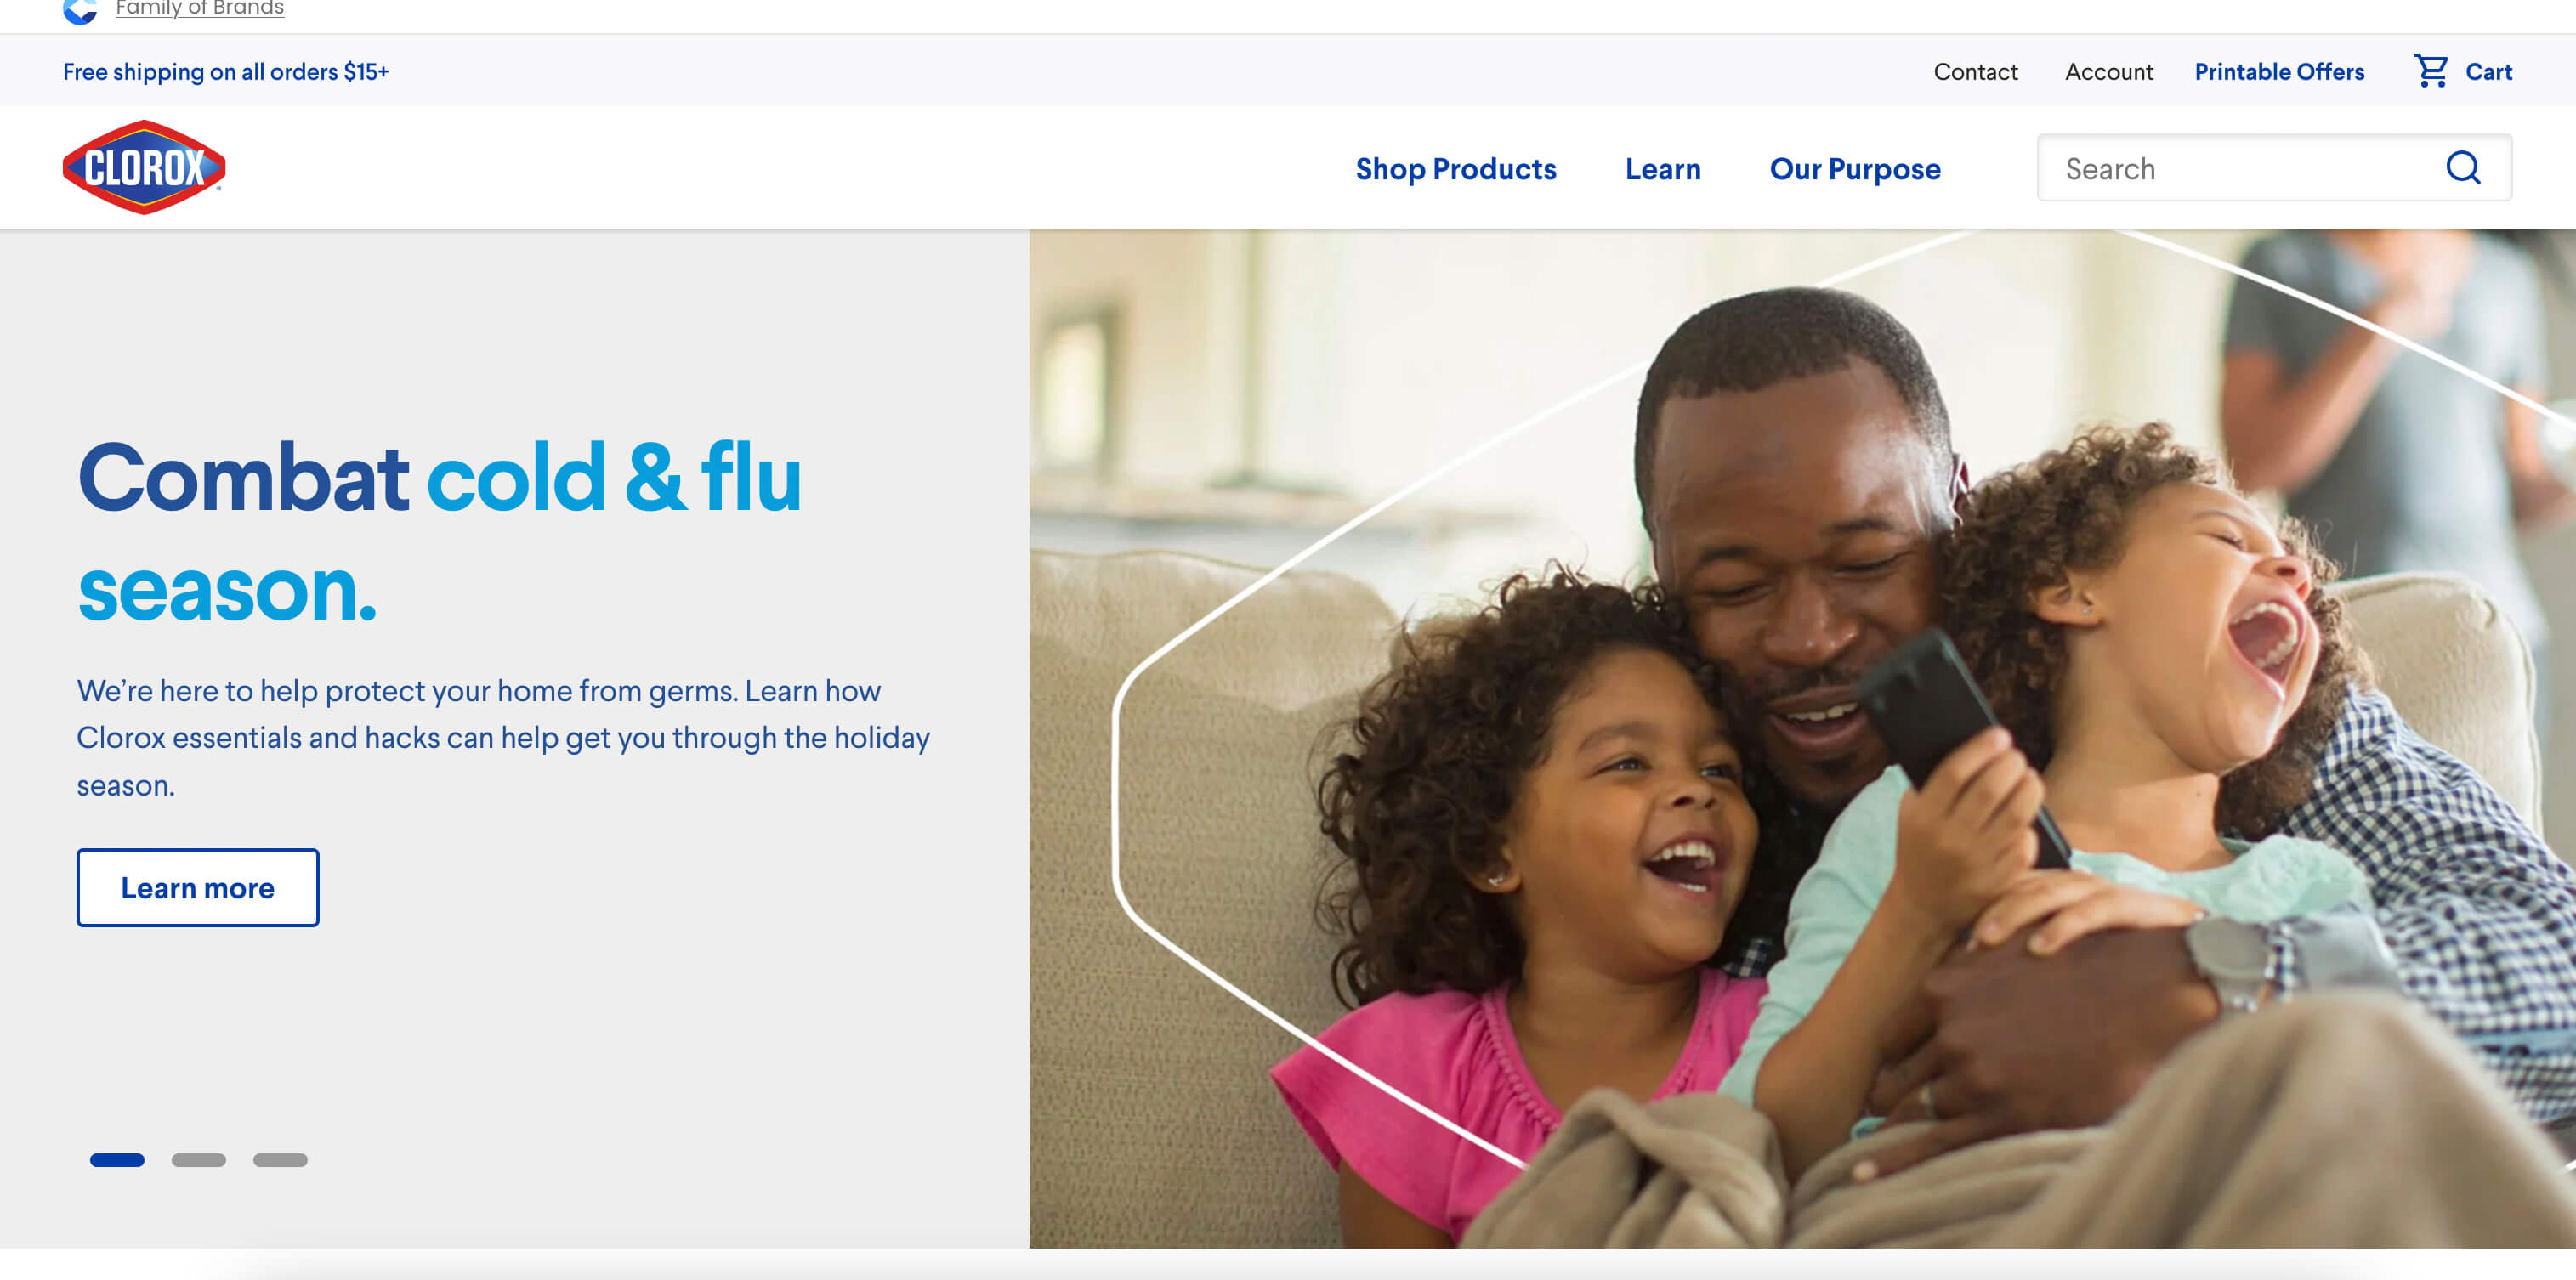 Family of Brands
Free shipping on all orders $15+
Contact
Account
Printable Offers
Cart
CLOROX
Shop Products
Learn
Our Purpose
Search
Combat cold & flu
season.
We’re here to help protect your home from germs. Learn how
Clorox essentials and hacks can help get you through the holiday
season.
Learn more